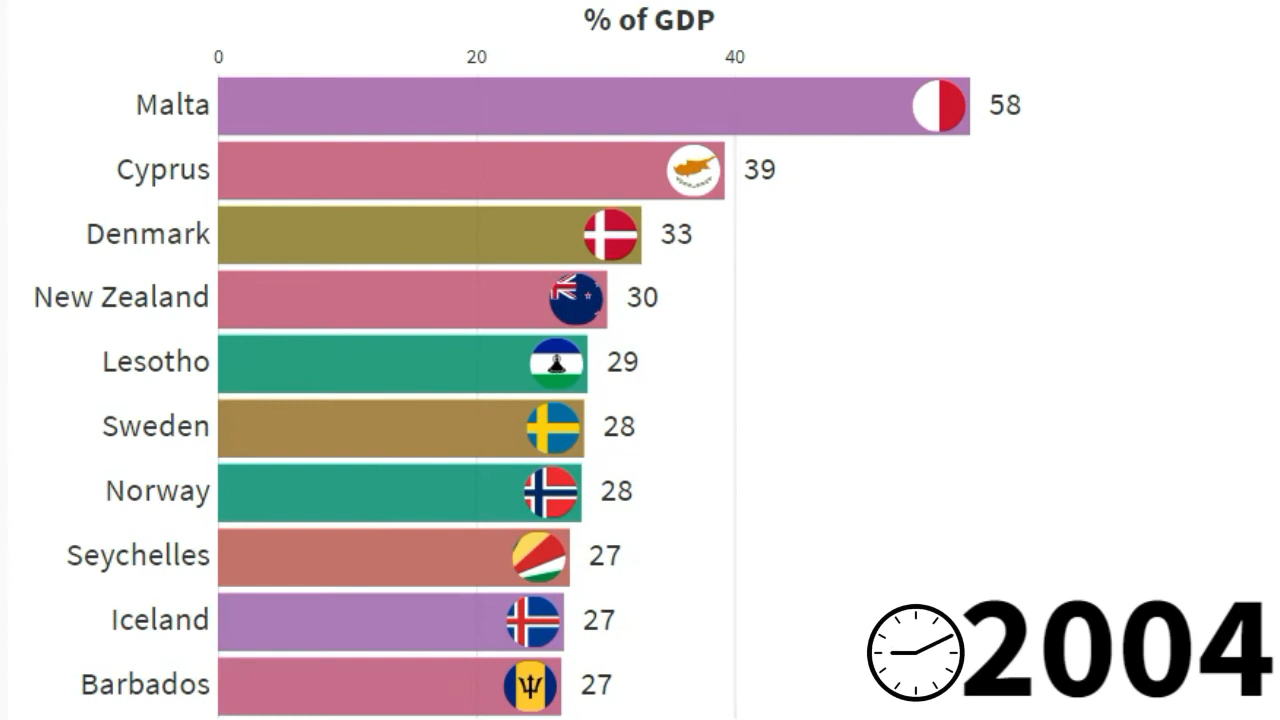 % of GDP
0 20 40
Malta 58
Cyprus 39
Denmark 33
New Zealand 30
Lesotho 29
Sweden 28
Norway 28
Seychelles 27
Iceland 27
Barbados 27
2004